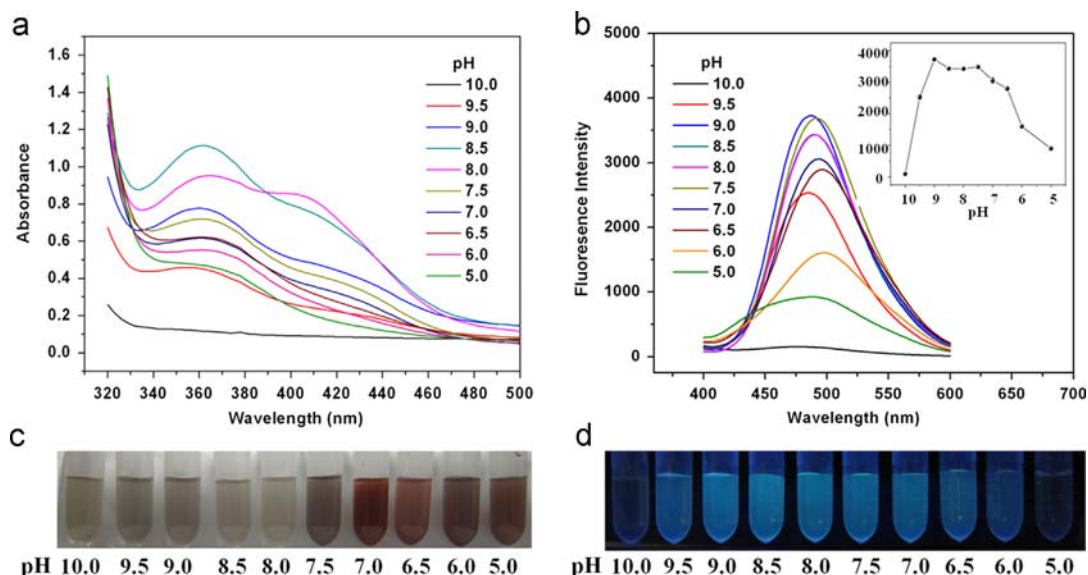 a
1.6
1.4
1.2
1.0
0.8
0.6
0.4
0.2
0.0
Absorbance
320 340 360 380 400 420 440 460 480 500
Wavelength (nm)
pH
10.0
9.5
9.0
8.5
8.0
7.5
7.0
6.5
6.0
5.0
b
5000
4000
3000
2000
1000
0
Fluoresence Intensity
400 450 500 550 600 650 700
Wavelength (nm)
pH
10.0
9.5
9.0
8.5
8.0
7.5
7.0
6.5
6.0
5.0
4000
3000
2000
1000
0
10 9 8 7 6 5
pH
c
pH 10.0 9.5 9.0 8.5 8.0 7.5 7.0 6.5 6.0 5.0
d
pH 10.0 9.5 9.0 8.5 8.0 7.5 7.0 6.5 6.0 5.0